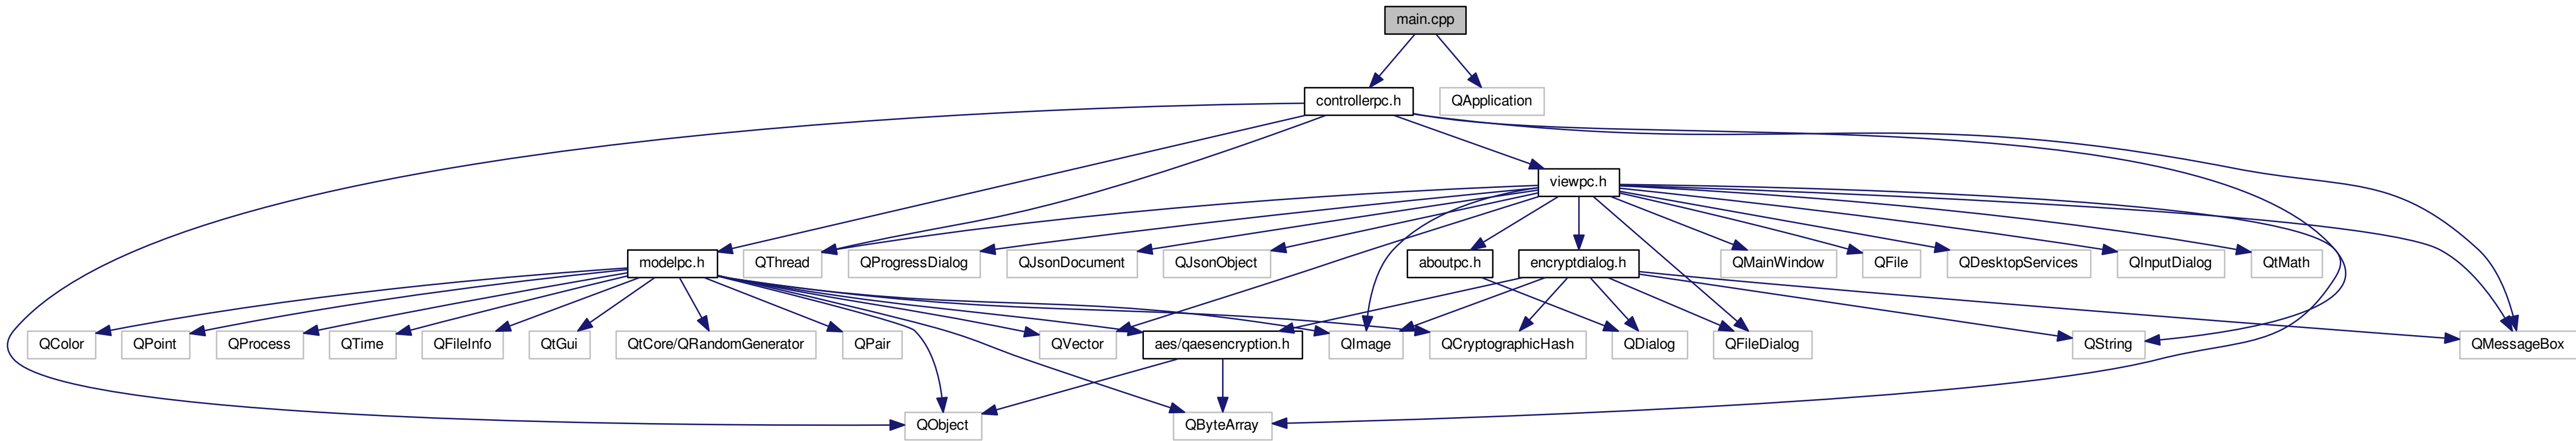 main.cpp
controllerpc.h
QApplication
viewpc.h
modelpc.h
QThread
QProgressDialog
QJsonDocument
QJsonObject
aboutpc.h
encryptdialog.h
QMainWindow
QFile
QDesktopServices
QInputDialog
QtMath
QColor
QPoint
QProcess
QTime
QFileInfo
QtGui
QtCore/QRandomGenerator
QPair
QVector
aes/qaesencryption.h
QImage
QCryptographicHash
QDialog
QFileDialog
QString
QMessageBox
QObject
QByteArray